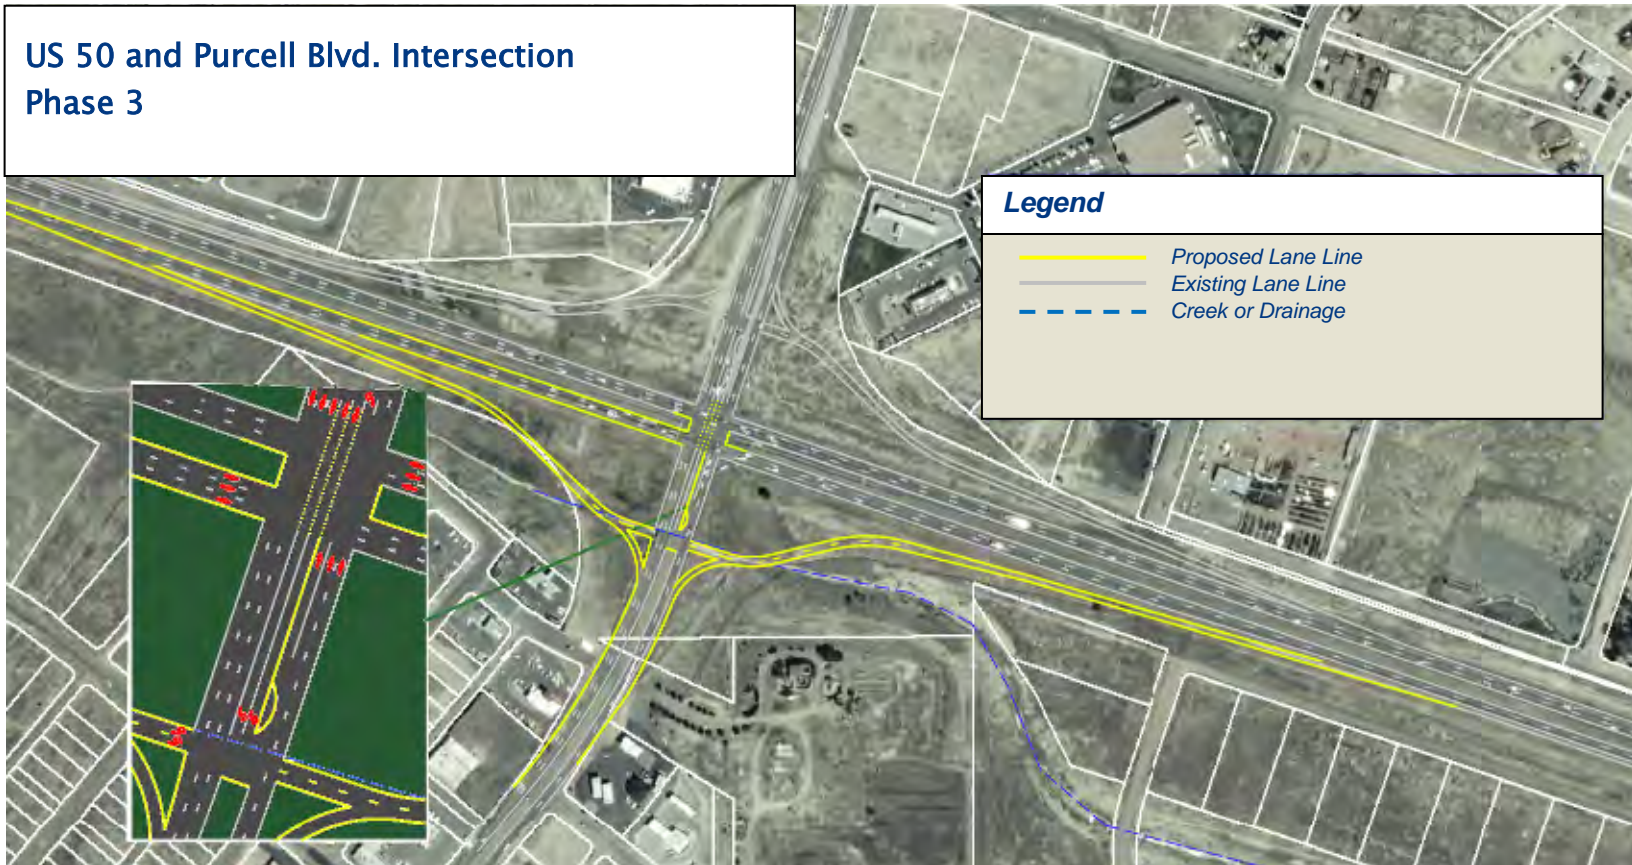 US 50 and Purcell Blvd. Intersection
Phase 3
Legend
Proposed Lane Line
Existing Lane Line
Creek or Drainage